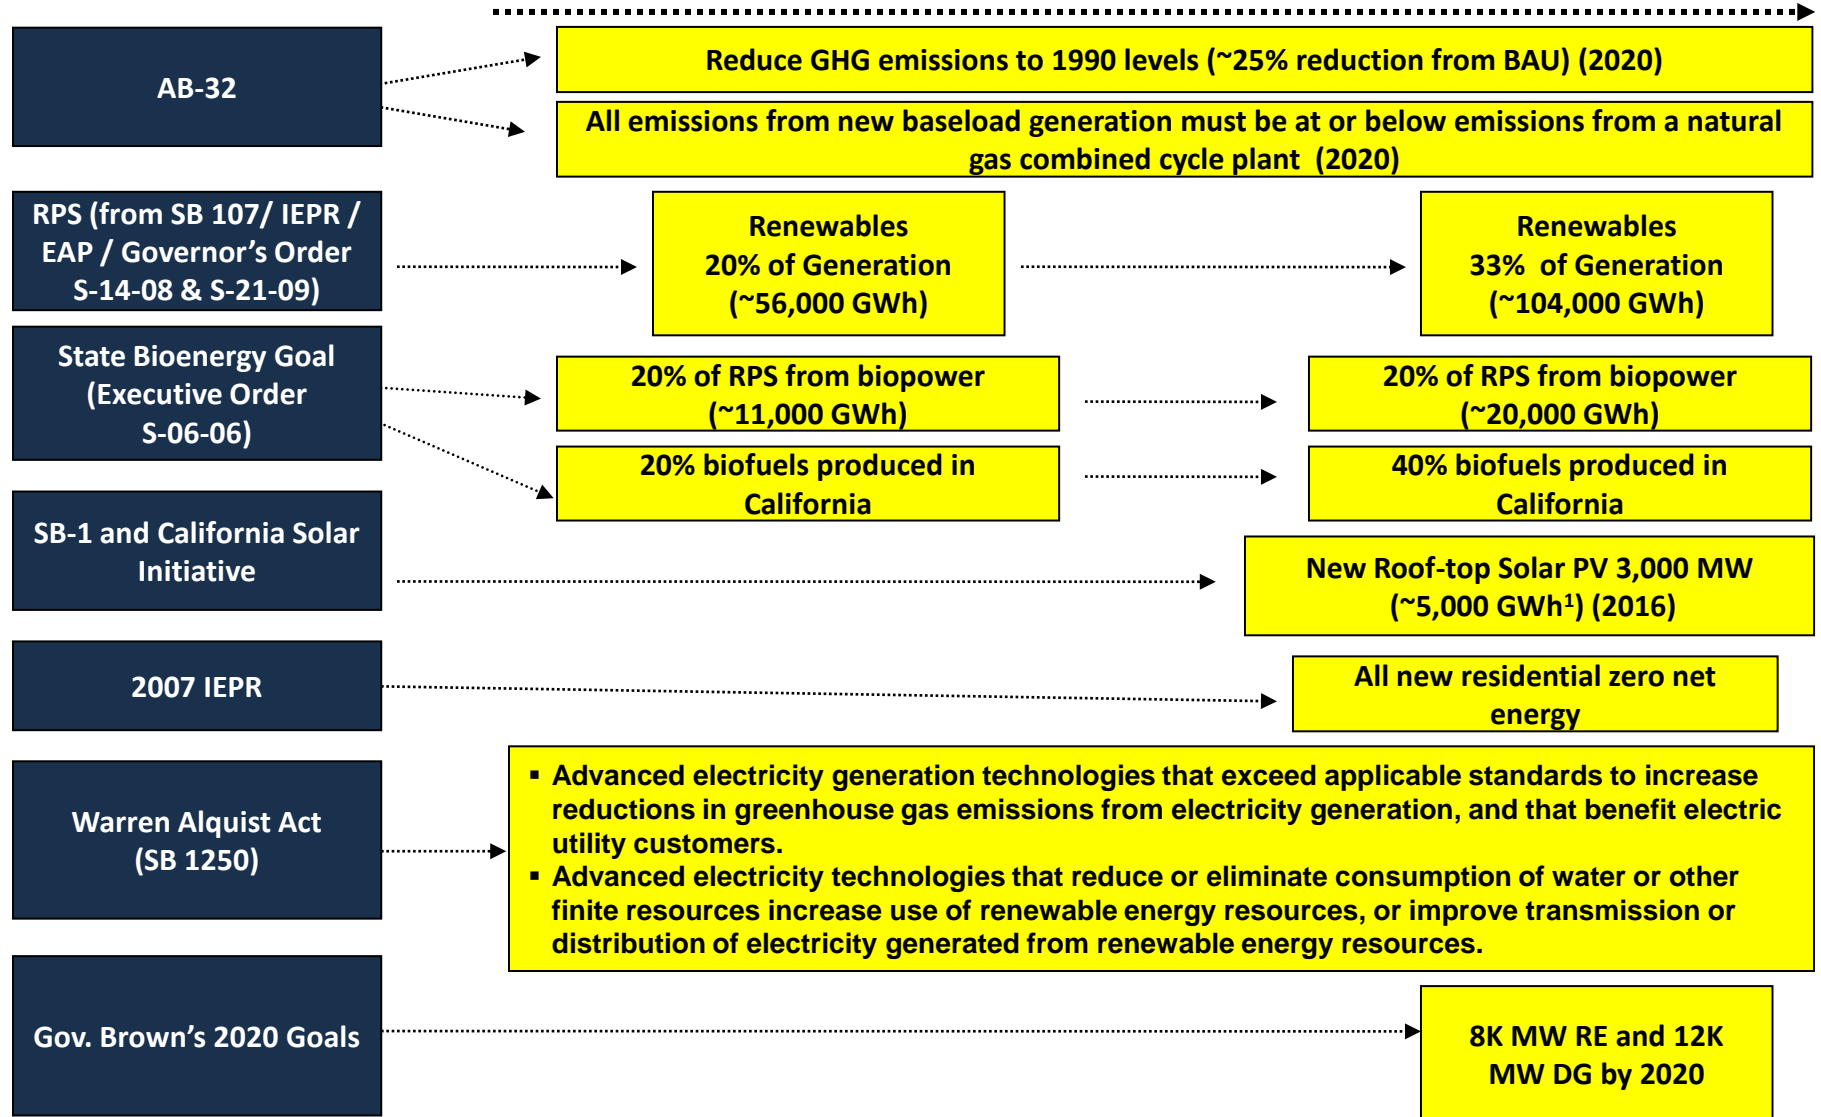 AB-32
Reduce GHG emissions to 1990 levels (~25% reduction from BAU) (2020)
All emissions from new baseload generation must be at or below emissions from a natural
gas combined cycle plant (2020)
RPS (from SB 107/ IEPR /
EAP / Governor’s Order
S-14-08 & S-21-09)
Renewables
20% of Generation
(~56,000 GWh)
Renewables
33% of Generation
(~104,000 GWh)
State Bioenergy Goal
(Executive Order
S-06-06)
20% of RPS from biopower
(~11,000 GWh)
20% of RPS from biopower
(~20,000 GWh)
20% biofuels produced in
California
40% biofuels produced in
California
SB-1 and California Solar
Initiative
New Roof-top Solar PV 3,000 MW
(~5,000 GWh¹) (2016)
2007 IEPR
All new residential zero net
energy
Warren Alquist Act
(SB 1250)
▪ Advanced electricity generation technologies that exceed applicable standards to increase
reductions in greenhouse gas emissions from electricity generation, and that benefit electric
utility customers.
▪ Advanced electricity technologies that reduce or eliminate consumption of water or other
finite resources increase use of renewable energy resources, or improve transmission or
distribution of electricity generated from renewable energy resources.
Gov. Brown’s 2020 Goals
8K MW RE and 12K
MW DG by 2020